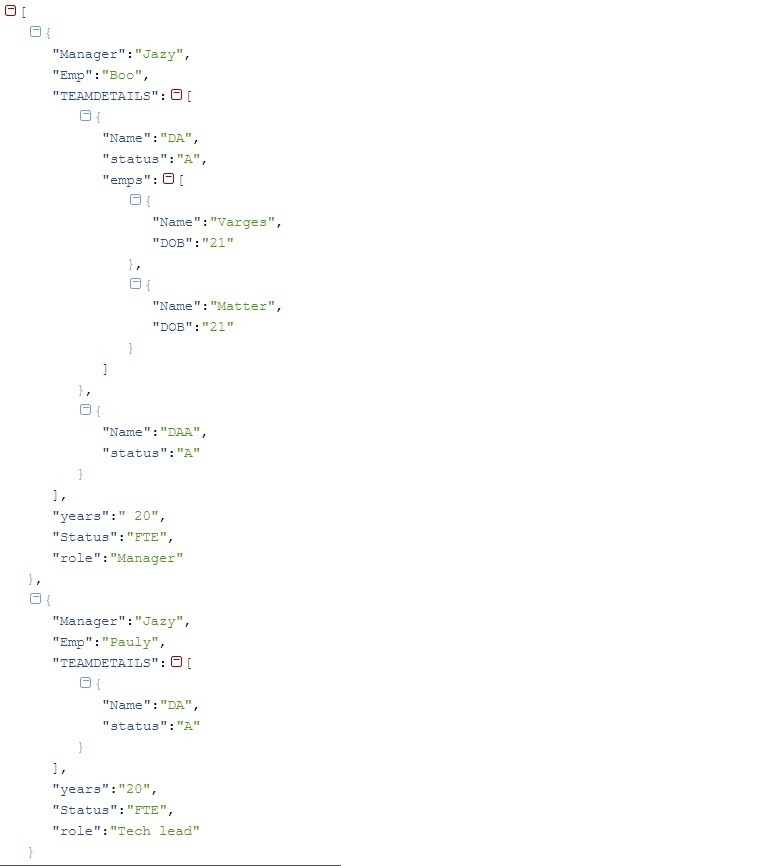 [
{
"Manager":"Jazy",
"Emp":"Boo",
"TEAMDETAILS":[
{
"Name":"DA",
"status":"A",
"emps":[
{
"Name":"Varges",
"DOB":"21"
},
{
"Name":"Matter",
"DOB":"21"
}
]
},
{
"Name":"DAA",
"status":"A"
}
],
"years":" 20",
"Status":"FTE",
"role":"Manager"
},
{
"Manager":"Jazy",
"Emp":"Pauly",
"TEAMDETAILS":[
{
"Name":"DA",
"status":"A"
}
],
"years":"20",
"Status":"FTE",
"role":"Tech lead"
}